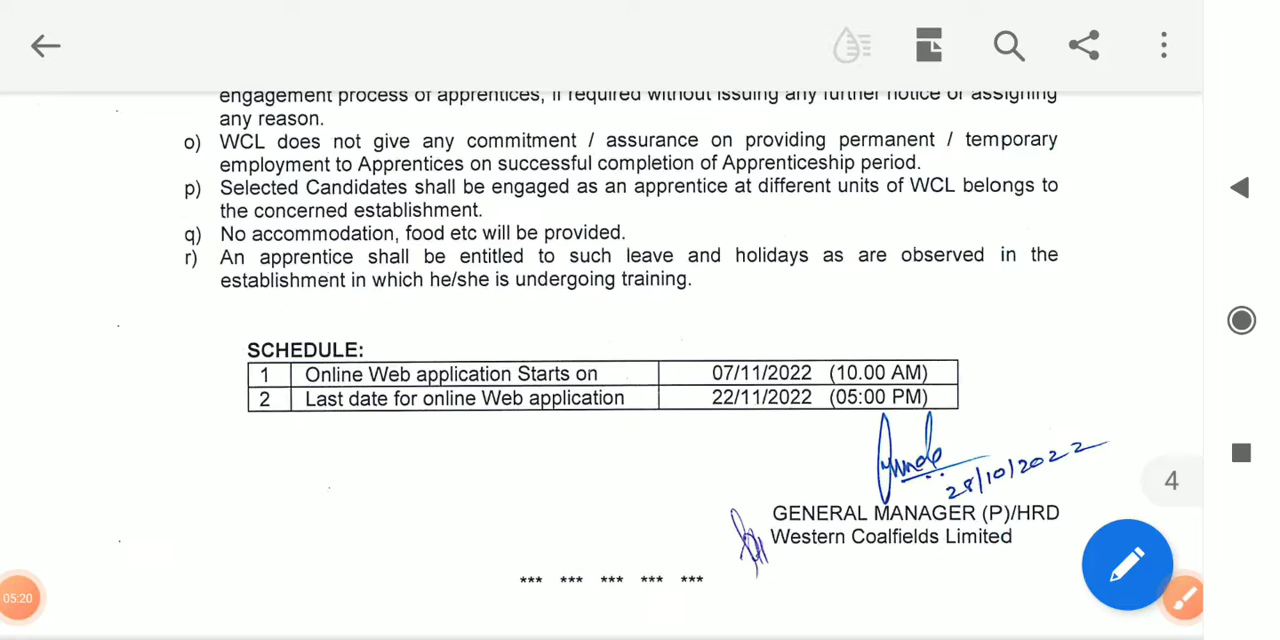 engagement process of apprentices, if required without issuing any further notice or assigning
any reason.
o) WCL does not give any commitment / assurance on providing permanent / temporary
employment to Apprentices on successful completion of Apprenticeship period.
p) Selected Candidates shall be engaged as an apprentice at different units of WCL belongs to
the concerned establishment.
q) No accommodation, food etc will be provided.
r) An apprentice shall be entitled to such leave and holidays as are observed in the
establishment in which he/she is undergoing training.
SCHEDULE:
1 Online Web application Starts on 07/11/2022 (10.00 AM)
2 Last date for online Web application 22/11/2022 (05:00 PM)
28/10/2022
4
GENERAL MANAGER (P)/HRD
Western Coalfields Limited
*** *** *** *** ***
05:20